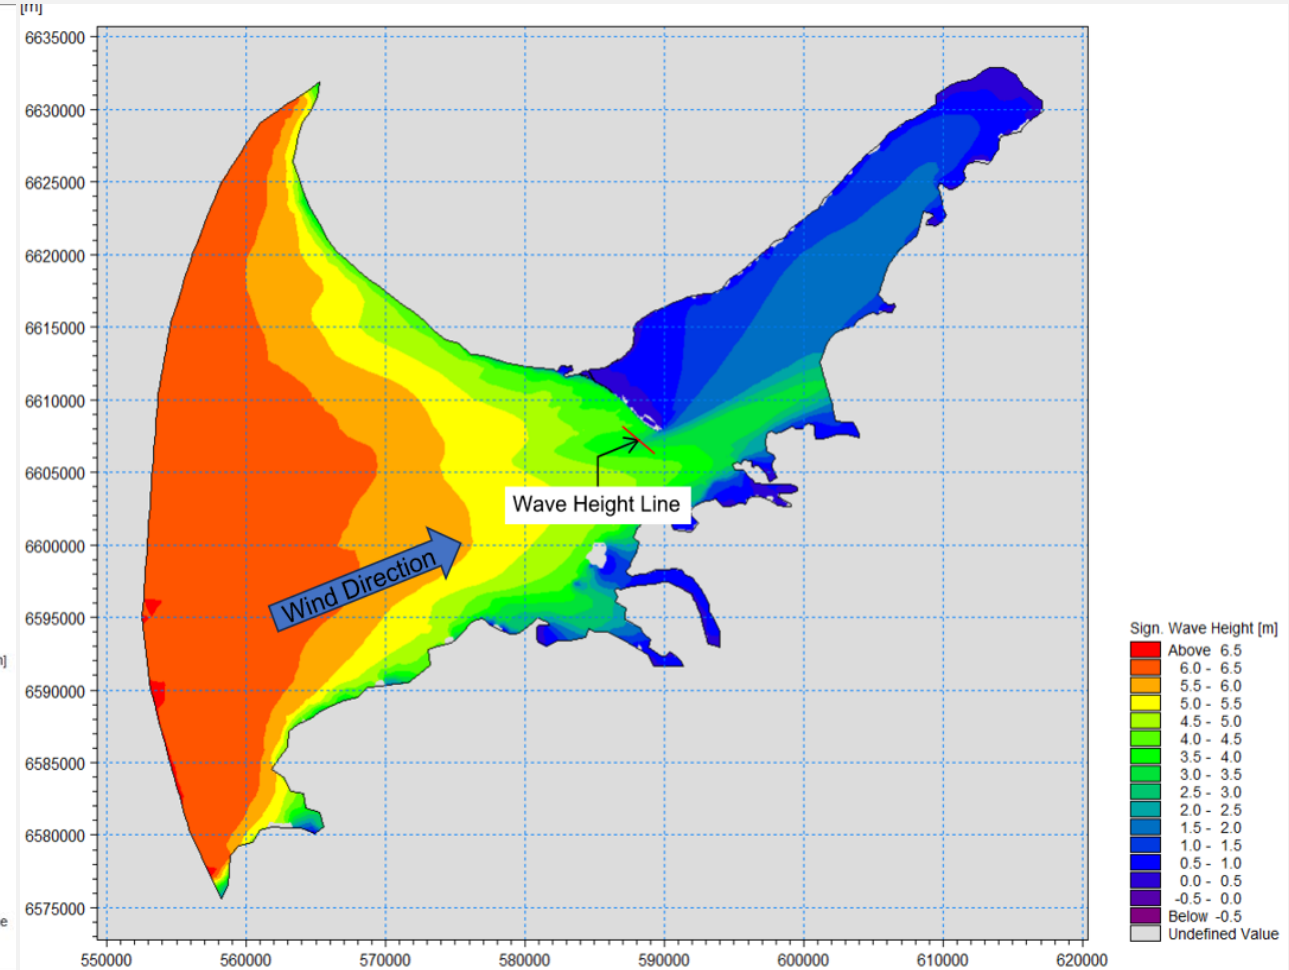 [m]
6635000
6630000
6625000
6620000
6615000
6610000
6605000
6600000
6595000
6590000
6585000
6580000
6575000
550000 560000 570000 580000 590000 600000 610000 620000
Wave Height Line
Wind Direction
Sign. Wave Height [m]
Above 6.5
6.0 - 6.5
5.5 - 6.0
5.0 - 5.5
4.5 - 5.0
4.0 - 4.5
3.5 - 4.0
3.0 - 3.5
2.5 - 3.0
2.0 - 2.5
1.5 - 2.0
1.0 - 1.5
0.5 - 1.0
0.0 - 0.5
-0.5 - 0.0
Below -0.5
Undefined Value